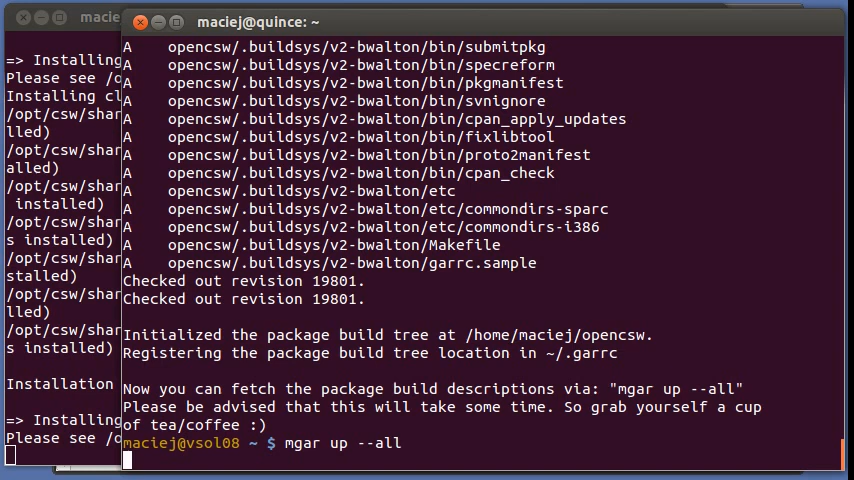 macie
=> Installing
Please see /o
Installing cl
/opt/csw/shar
lled)
/opt/csw/shar
alled)
/opt/csw/shar
 installed)
/opt/csw/shar
s installed)
/opt/csw/shar
stalled)
/opt/csw/shar
lled)
/opt/csw/shar
s installed)
Installation
=> Installing
Please see /o
maciej@quince: ~
A    opencsw/.buildsys/v2-bwalton/bin/submitpkg
A    opencsw/.buildsys/v2-bwalton/bin/specreform
A    opencsw/.buildsys/v2-bwalton/bin/pkgmanifest
A    opencsw/.buildsys/v2-bwalton/bin/svnignore
A    opencsw/.buildsys/v2-bwalton/bin/cpan_apply_updates
A    opencsw/.buildsys/v2-bwalton/bin/fixlibtool
A    opencsw/.buildsys/v2-bwalton/bin/proto2manifest
A    opencsw/.buildsys/v2-bwalton/bin/cpan_check
A    opencsw/.buildsys/v2-bwalton/etc
A    opencsw/.buildsys/v2-bwalton/etc/commondirs-sparc
A    opencsw/.buildsys/v2-bwalton/etc/commondirs-i386
A    opencsw/.buildsys/v2-bwalton/Makefile
A    opencsw/.buildsys/v2-bwalton/garrc.sample
Checked out revision 19801.
Checked out revision 19801.
Initialized the package build tree at /home/maciej/opencsw.
Registering the package build tree location in ~/.garrc
Now you can fetch the package build descriptions via: "mgar up --all"
Please be advised that this will take some time. So grab yourself a cup
of tea/coffee :)
maciej@vsol08 ~ $ mgar up --all